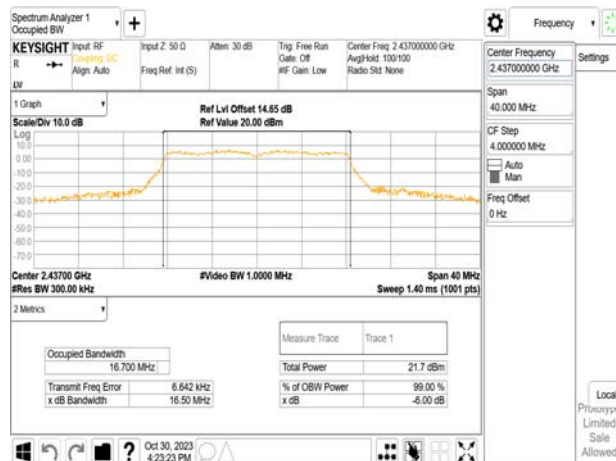 Spectrum Analyzer 1
Occupied BW
Frequency
KEYSIGHT
Input: RF
Coupling: DC
Align: Auto
Input Z: 50 Ω
Freq Ref: Int (S)
Atten: 30 dB
Trig: Free Run
Gate: Off
#IF Gain: Low
Center Freq: 2.437000000 GHz
Avg|Hold: 100/100
Radio Std: None
R
LXI
Center Frequency
2.437000000 GHz
Settings
Span
40.000 MHz
CF Step
4.000000 MHz
Auto
Man
Freq Offset
0 Hz
1 Graph
Scale/Div 10.0 dB
Ref Lvl Offset 14.65 dB
Ref Value 20.00 dBm
Log
10.0
0.00
-10.0
-20.0
-30.0
-40.0
-50.0
-60.0
-70.0
Center 2.43700 GHz
#Res BW 300.00 kHz
#Video BW 1.0000 MHz
Span 40 MHz
Sweep 1.40 ms (1001 pts)
2 Metrics
Measure Trace
Trace 1
Occupied Bandwidth
16.700 MHz
Total Power
21.7 dBm
Transmit Freq Error
6.642 kHz
% of OBW Power
99.00 %
x dB Bandwidth
16.50 MHz
x dB
-6.00 dB
Local
Prototype
Limited
Sale
Allowed
?
Oct 30, 2023
4:23:23 PM